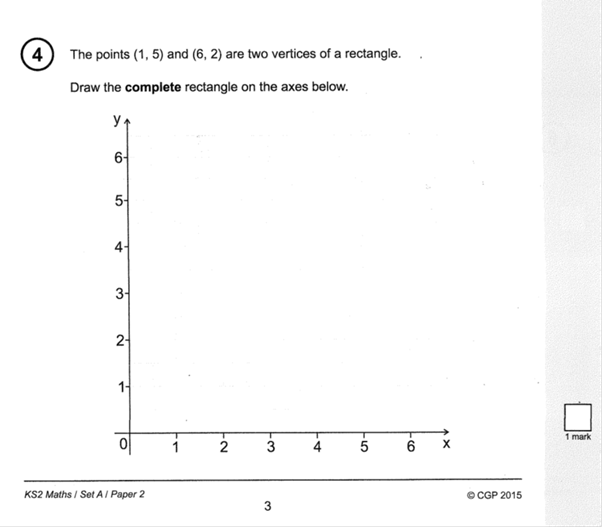 4 The points (1, 5) and (6, 2) are two vertices of a rectangle.
Draw the complete rectangle on the axes below.
y
6
5
4
3
2
1
0 1 2 3 4 5 6 x
1 mark
KS2 Maths / Set A / Paper 2
© CGP 2015
3